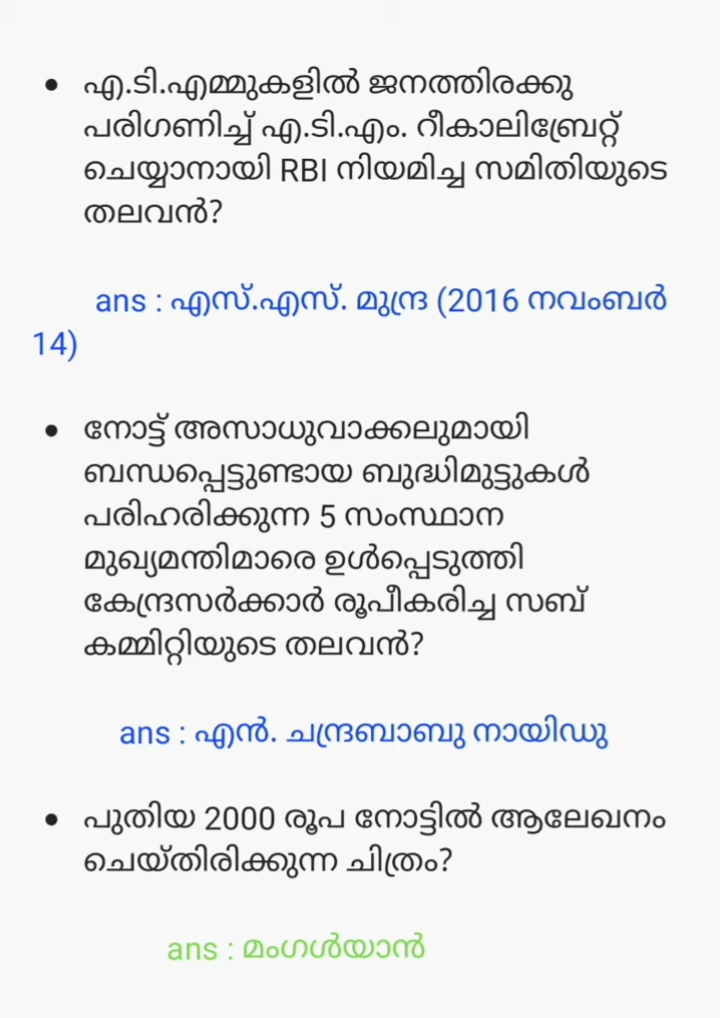 • എ.ടി.എമ്മുകളിൽ ജനത്തിരക്കു
പരിഗണിച്ച് എ.ടി.എം. റീകാലിബ്രേറ്റ്
ചെയ്യാനായി RBI നിയമിച്ച സമിതിയുടെ
തലവൻ?
ans : എസ്.എസ്. മുന്ദ്ര (2016 നവംബർ
14)
• നോട്ട് അസാധുവാക്കലുമായി
ബന്ധപ്പെട്ടുണ്ടായ ബുദ്ധിമുട്ടുകൾ
പരിഹരിക്കുന്ന 5 സംസ്ഥാന
മുഖ്യമന്തിമാരെ ഉൾപ്പെടുത്തി
കേന്ദ്രസർക്കാർ രൂപീകരിച്ച സബ്
കമ്മിറ്റിയുടെ തലവൻ?
ans : എൻ. ചന്ദ്രബാബു നായിഡു
• പുതിയ 2000 രൂപ നോട്ടിൽ ആലേഖനം
ചെയ്തിരിക്കുന്ന ചിത്രം?
ans : മംഗൾയാൻ